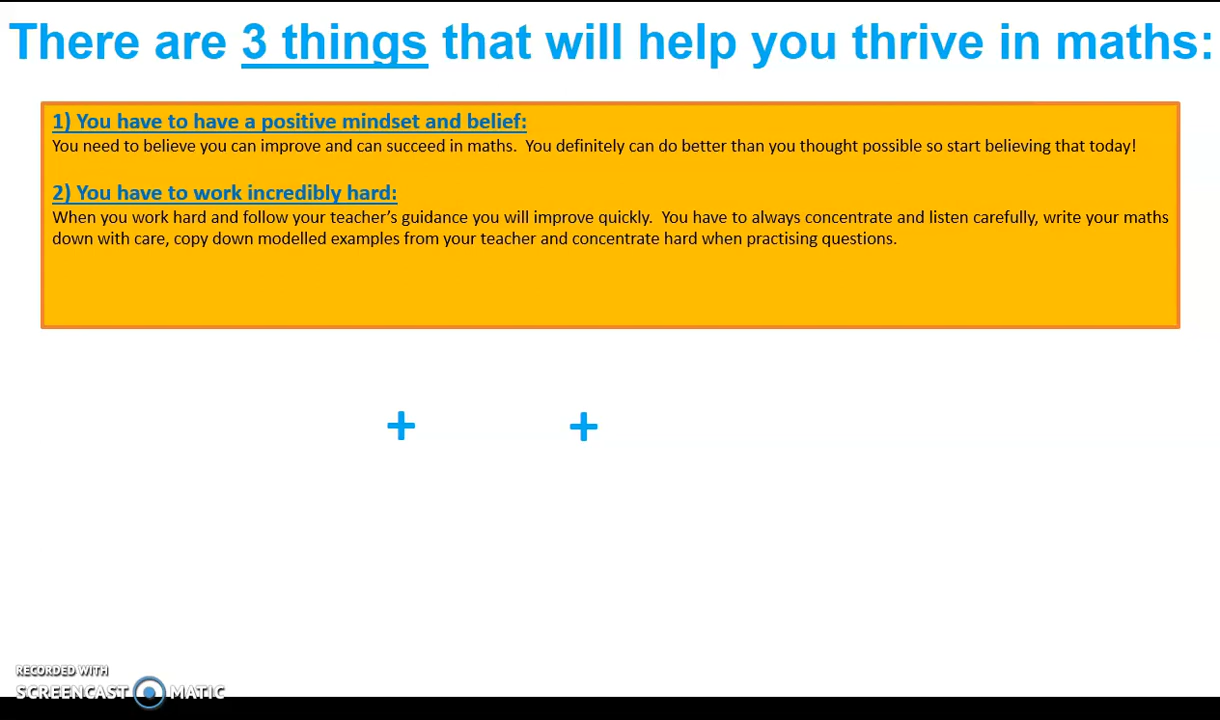 There are 3 things that will help you thrive in maths:
1) You have to have a positive mindset and belief:
You need to believe you can improve and can succeed in maths.  You definitely can do better than you thought possible so start believing that today!
2) You have to work incredibly hard:
When you work hard and follow your teacher’s guidance you will improve quickly.  You have to always concentrate and listen carefully, write your maths
down with care, copy down modelled examples from your teacher and concentrate hard when practising questions.
+ +
RECORDED WITH
SCREENCAST MATIC